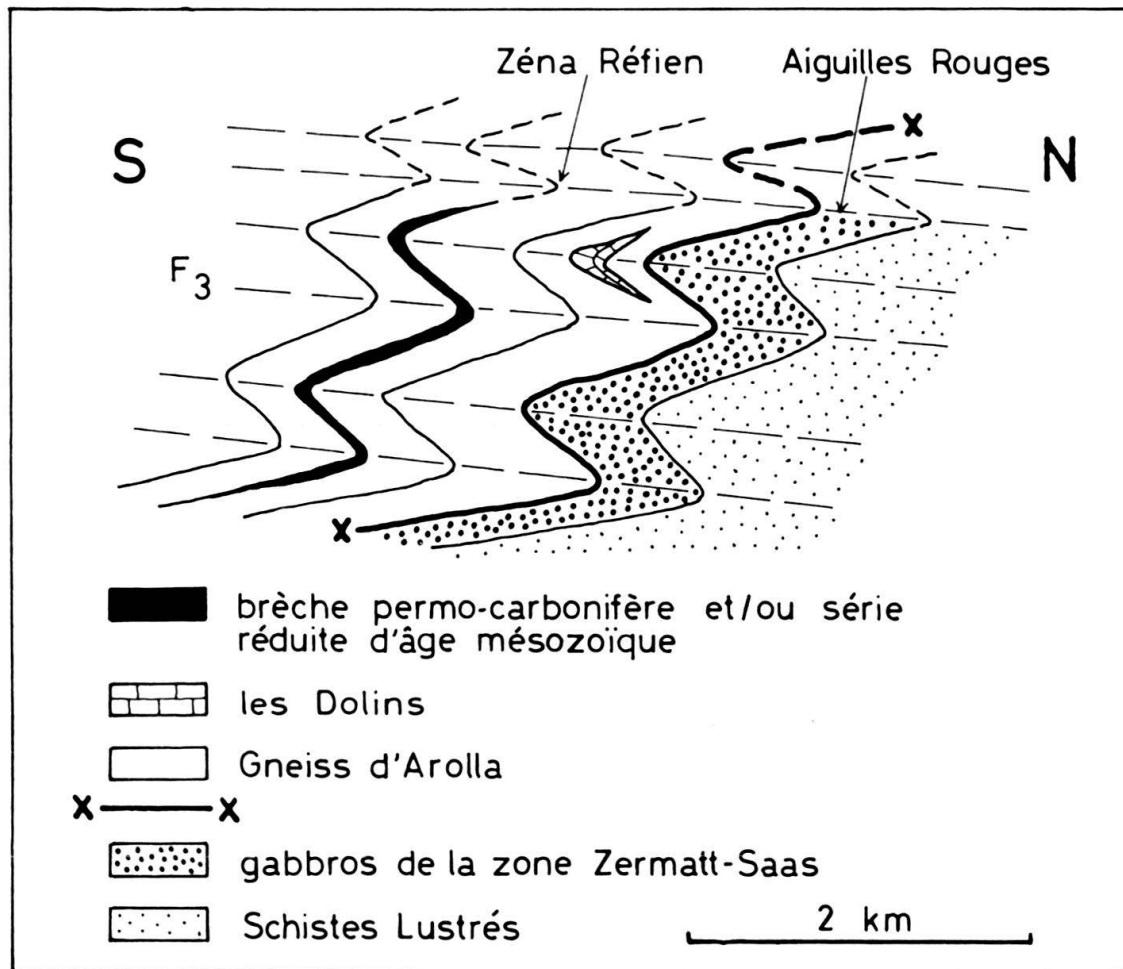 Zéna Réfien
Aiguilles Rouges
X
S
N
F3
X
brèche permo-carbonifère et/ou série
réduite d'âge mésozoïque
les Dolins
Gneiss d'Arolla
X X
gabbros de la zone Zermatt-Saas
Schistes Lustrés
2 km